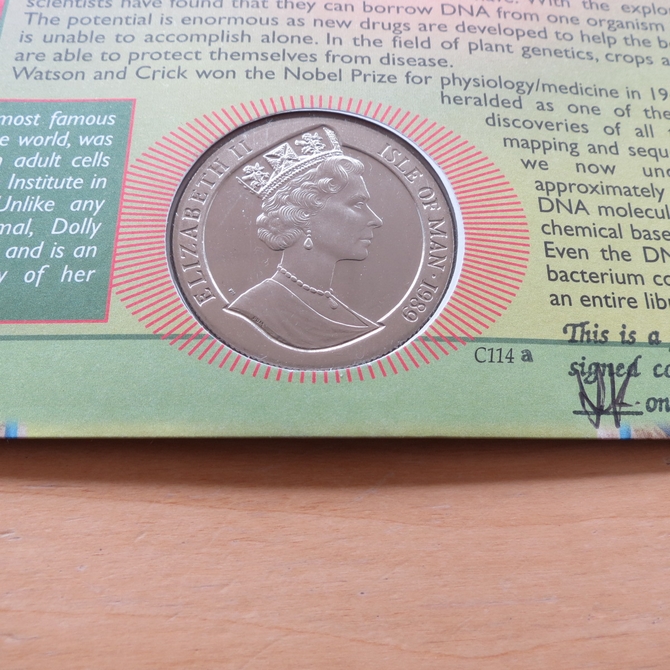 scientists have found that they can borrow DNA from one organism
The potential is enormous as new drugs are developed to help the b
is unable to accomplish alone. In the field of plant genetics, crops a
are able to protect themselves from disease.
Watson and Crick won the Nobel Prize for physiology/medicine in 19
heralded as one of the
discoveries of all
mapping and sequ
we now und
approximately
DNA molecul
chemical base
Even the DN
bacterium co
an entire libr
most famous
e world, was
adult cells
Institute in
Unlike any
mal, Dolly
and is an
y of her
ELIZABETH II
ISLE OF MAN · 1989
C114 a
This is a
signed co
on